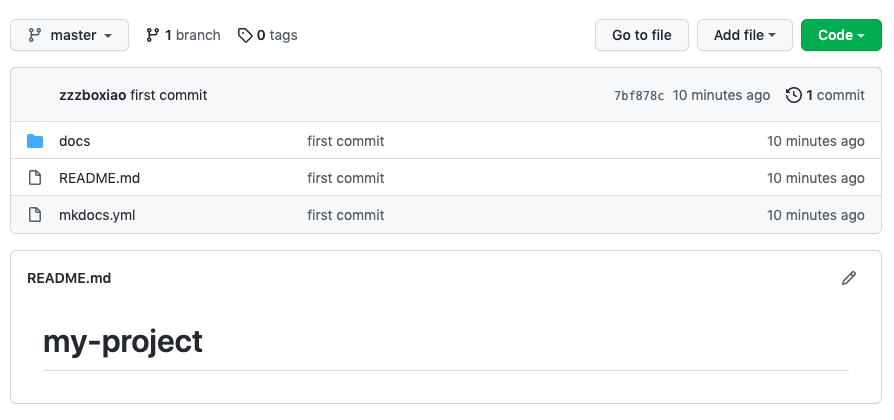 master 1 branch 0 tags Go to file Add file Code
zzzboxiao first commit 7bf878c 10 minutes ago 1 commit
docs first commit 10 minutes ago
README.md first commit 10 minutes ago
mkdocs.yml first commit 10 minutes ago
README.md
my-project